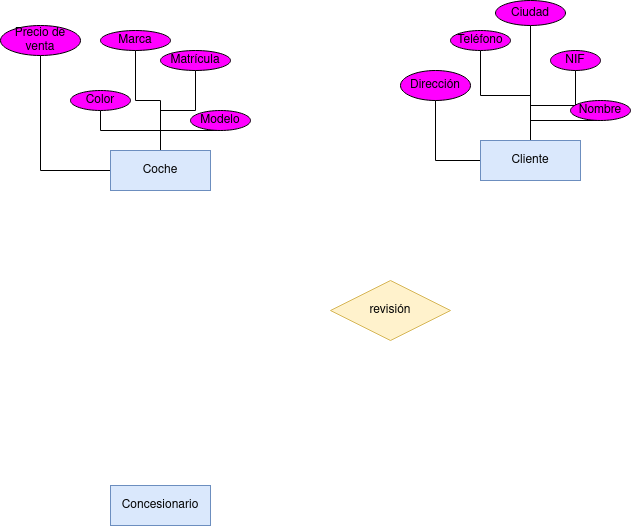 Precio de
venta
Marca
Matrícula
Color
Modelo
Coche
Ciudad
Teléfono
NIF
Dirección
Nombre
Cliente
revisión
Concesionario